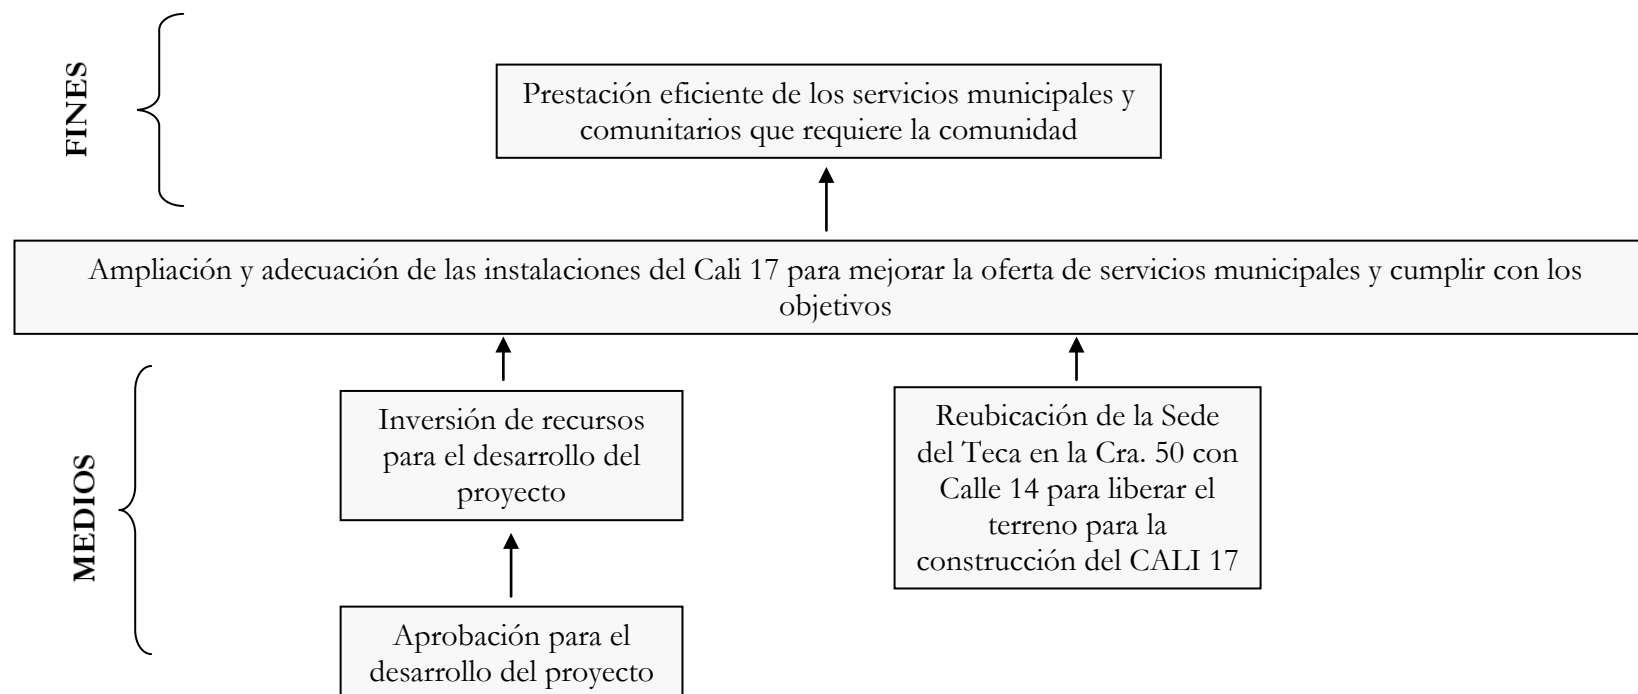 FINES
Prestación eficiente de los servicios municipales y
comunitarios que requiere la comunidad
Ampliación y adecuación de las instalaciones del Cali 17 para mejorar la oferta de servicios municipales y cumplir con los
objetivos
MEDIOS
Inversión de recursos
para el desarrollo del
proyecto
Reubicación de la Sede
del Teca en la Cra. 50 con
Calle 14 para liberar el
terreno para la
construcción del CALI 17
Aprobación para el
desarrollo del proyecto